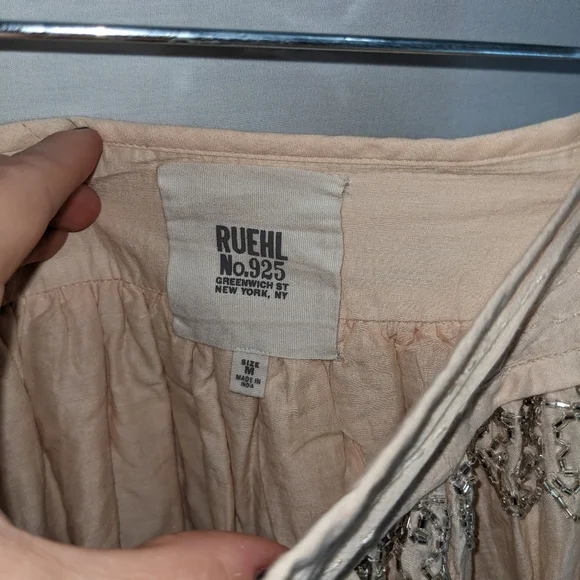 RUEHL
No.925
GREENWICH ST
NEW YORK, NY
SIZE
M
MADE IN
INDIA